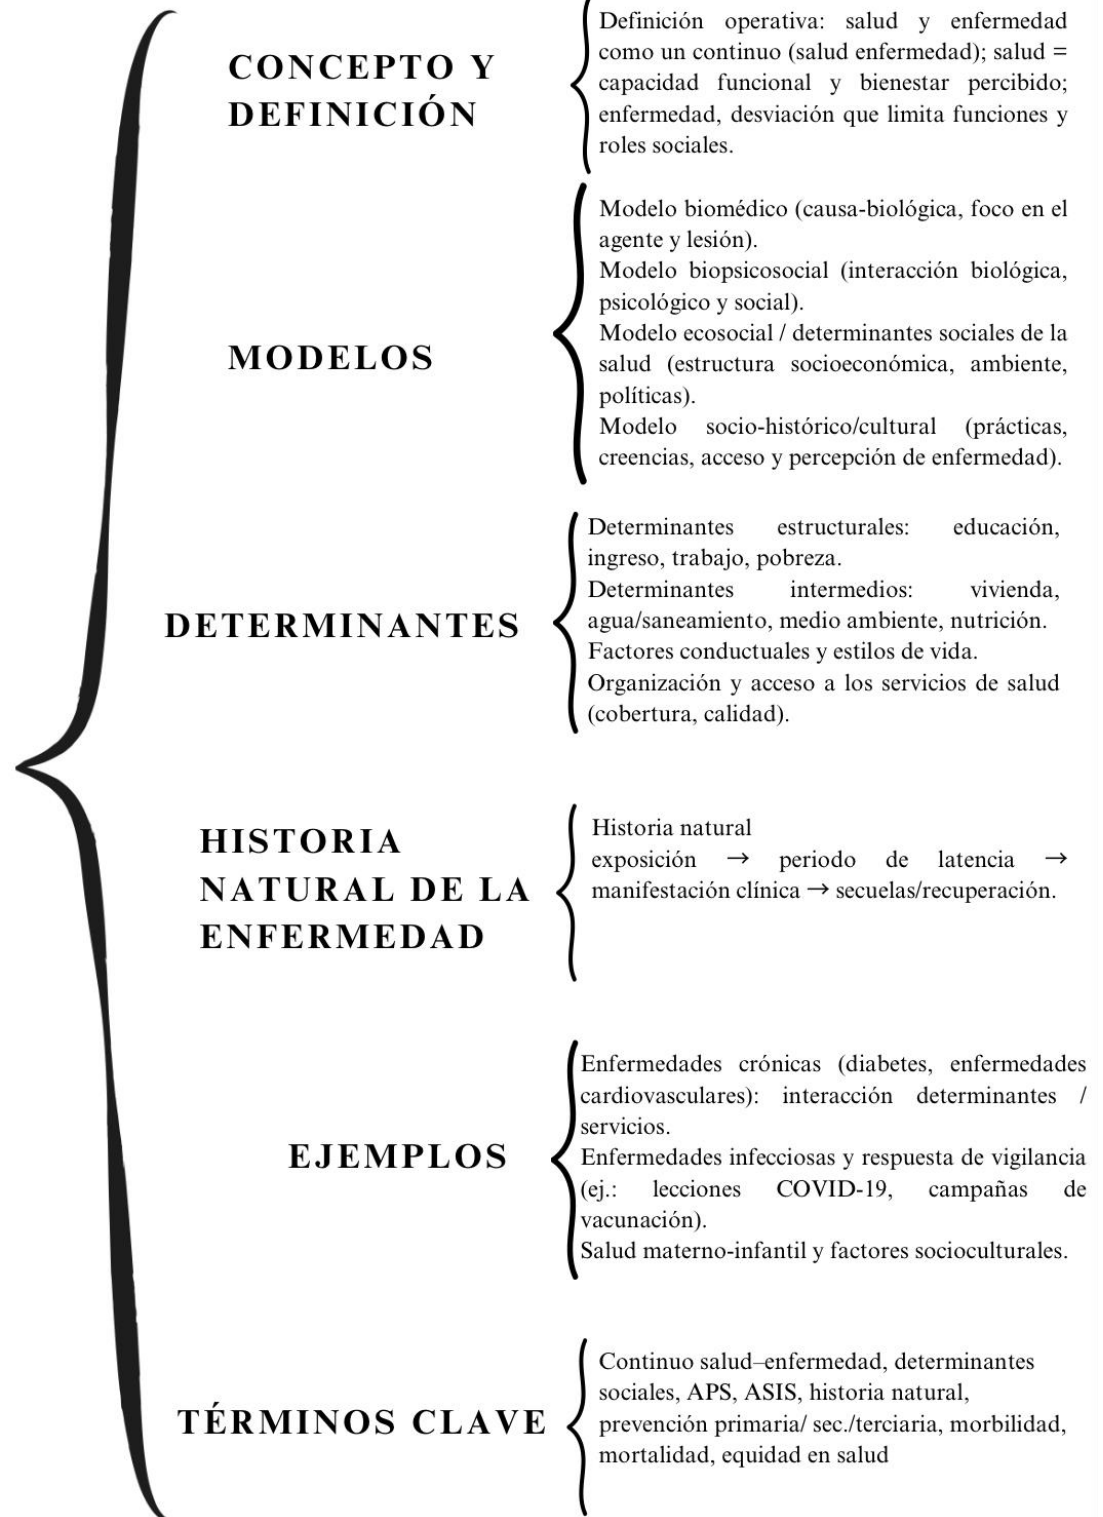 CONCEPTO Y
DEFINICIÓN
Definición operativa: salud y enfermedad
como un continuo (salud enfermedad); salud =
capacidad funcional y bienestar percibido;
enfermedad, desviación que limita funciones y
roles sociales.
MODELOS
Modelo biomédico (causa-biológica, foco en el
agente y lesión).
Modelo biopsicosocial (interacción biológica,
psicológico y social).
Modelo ecosocial / determinantes sociales de la
salud (estructura socioeconómica, ambiente,
políticas).
Modelo socio-histórico/cultural (prácticas,
creencias, acceso y percepción de enfermedad).
DETERMINANTES
Determinantes estructurales: educación,
ingreso, trabajo, pobreza.
Determinantes intermedios: vivienda,
agua/saneamiento, medio ambiente, nutrición.
Factores conductuales y estilos de vida.
Organización y acceso a los servicios de salud
(cobertura, calidad).
HISTORIA
NATURAL DE LA
ENFERMEDAD
Historia natural
exposición → periodo de latencia →
manifestación clínica → secuelas/recuperación.
EJEMPLOS
Enfermedades crónicas (diabetes, enfermedades
cardiovasculares): interacción determinantes /
servicios.
Enfermedades infecciosas y respuesta de vigilancia
(ej.: lecciones COVID-19, campañas de
vacunación).
Salud materno-infantil y factores socioculturales.
TÉRMINOS CLAVE
Continuo salud–enfermedad, determinantes
sociales, APS, ASIS, historia natural,
prevención primaria/ sec./terciaria, morbilidad,
mortalidad, equidad en salud